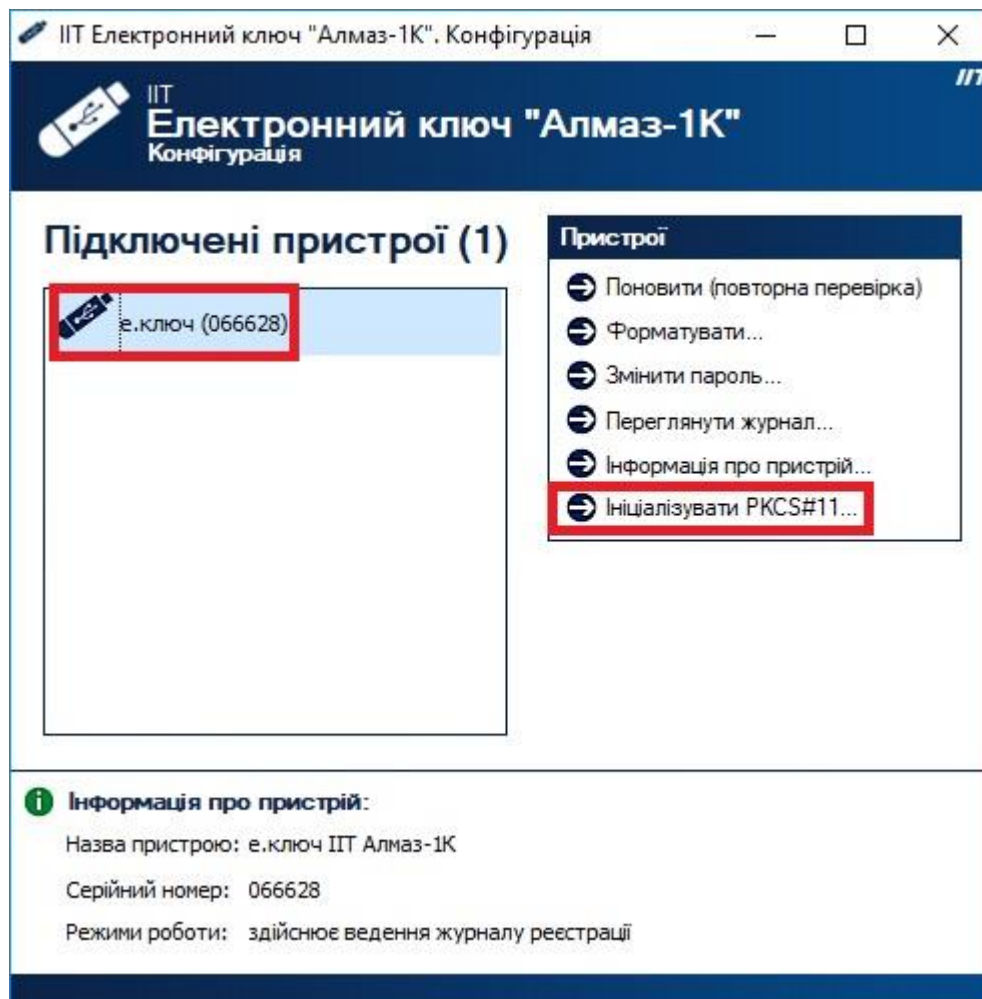 ІІТ Електронний ключ "Алмаз-1К". Конфігурація
ІІТ
ІІТ
Електронний ключ "Алмаз-1К"
Конфігурація
Підключені пристрої (1)
е.ключ (066628)
Пристрої
Поновити (повторна перевірка)
Форматувати...
Змінити пароль...
Переглянути журнал...
Інформація про пристрій...
Ініціалізувати PKCS#11...
Інформація про пристрій:
Назва пристрою: е.ключ ІІТ Алмаз-1К
Серійний номер: 066628
Режими роботи: здійснює ведення журналу реєстрації